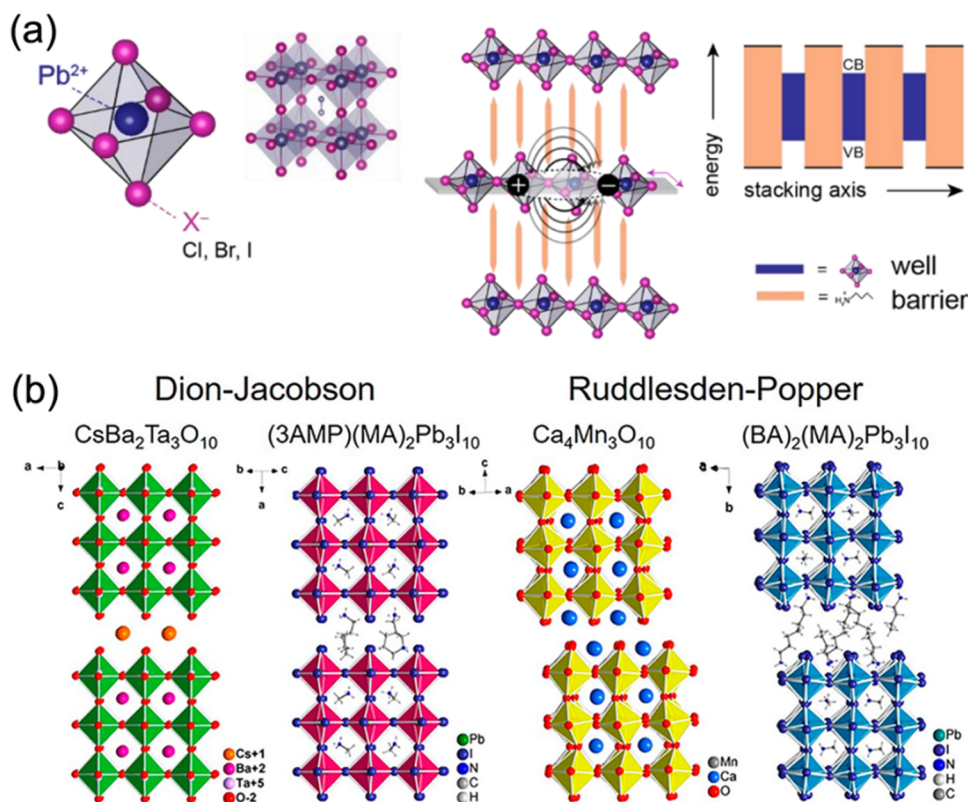 (a)
Pb²⁺
X⁻
Cl, Br, I
+
−
energy
CB
VB
stacking axis
= well
= H₃N⁺ barrier
(b)
Dion-Jacobson
Ruddlesden-Popper
CsBa₂Ta₃O₁₀
(3AMP)(MA)₂Pb₃I₁₀
Ca₄Mn₃O₁₀
(BA)₂(MA)₂Pb₃I₁₀
a b
c
b c
a
c
b a
b
Cs+1
Ba+2
Ta+5
O-2
Pb
I
N
C
H
Mn
Ca
O
Pb
I
N
H
C